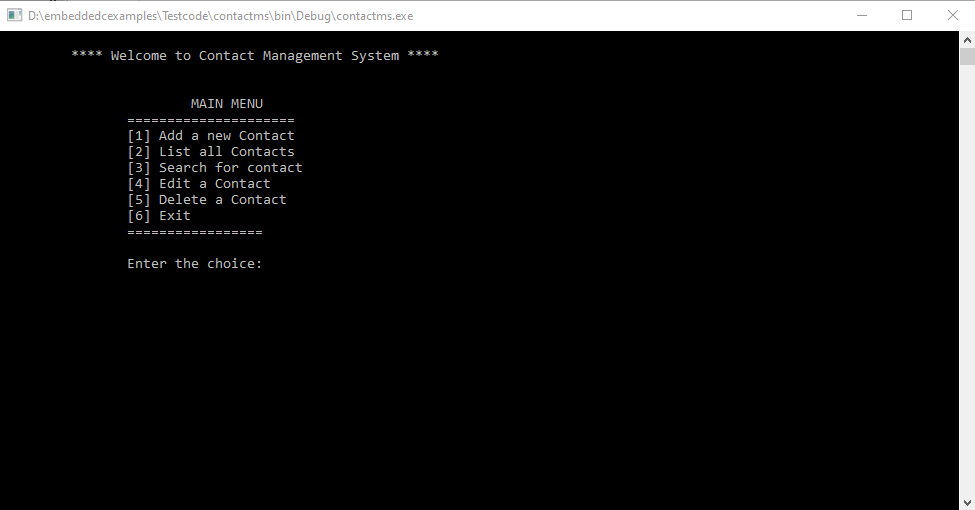 D:\embeddedcexamples\Testcode\contactms\bin\Debug\contactms.exe
**** Welcome to Contact Management System ****
MAIN MENU
=====================
[1] Add a new Contact
[2] List all Contacts
[3] Search for contact
[4] Edit a Contact
[5] Delete a Contact
[6] Exit
=================
Enter the choice: